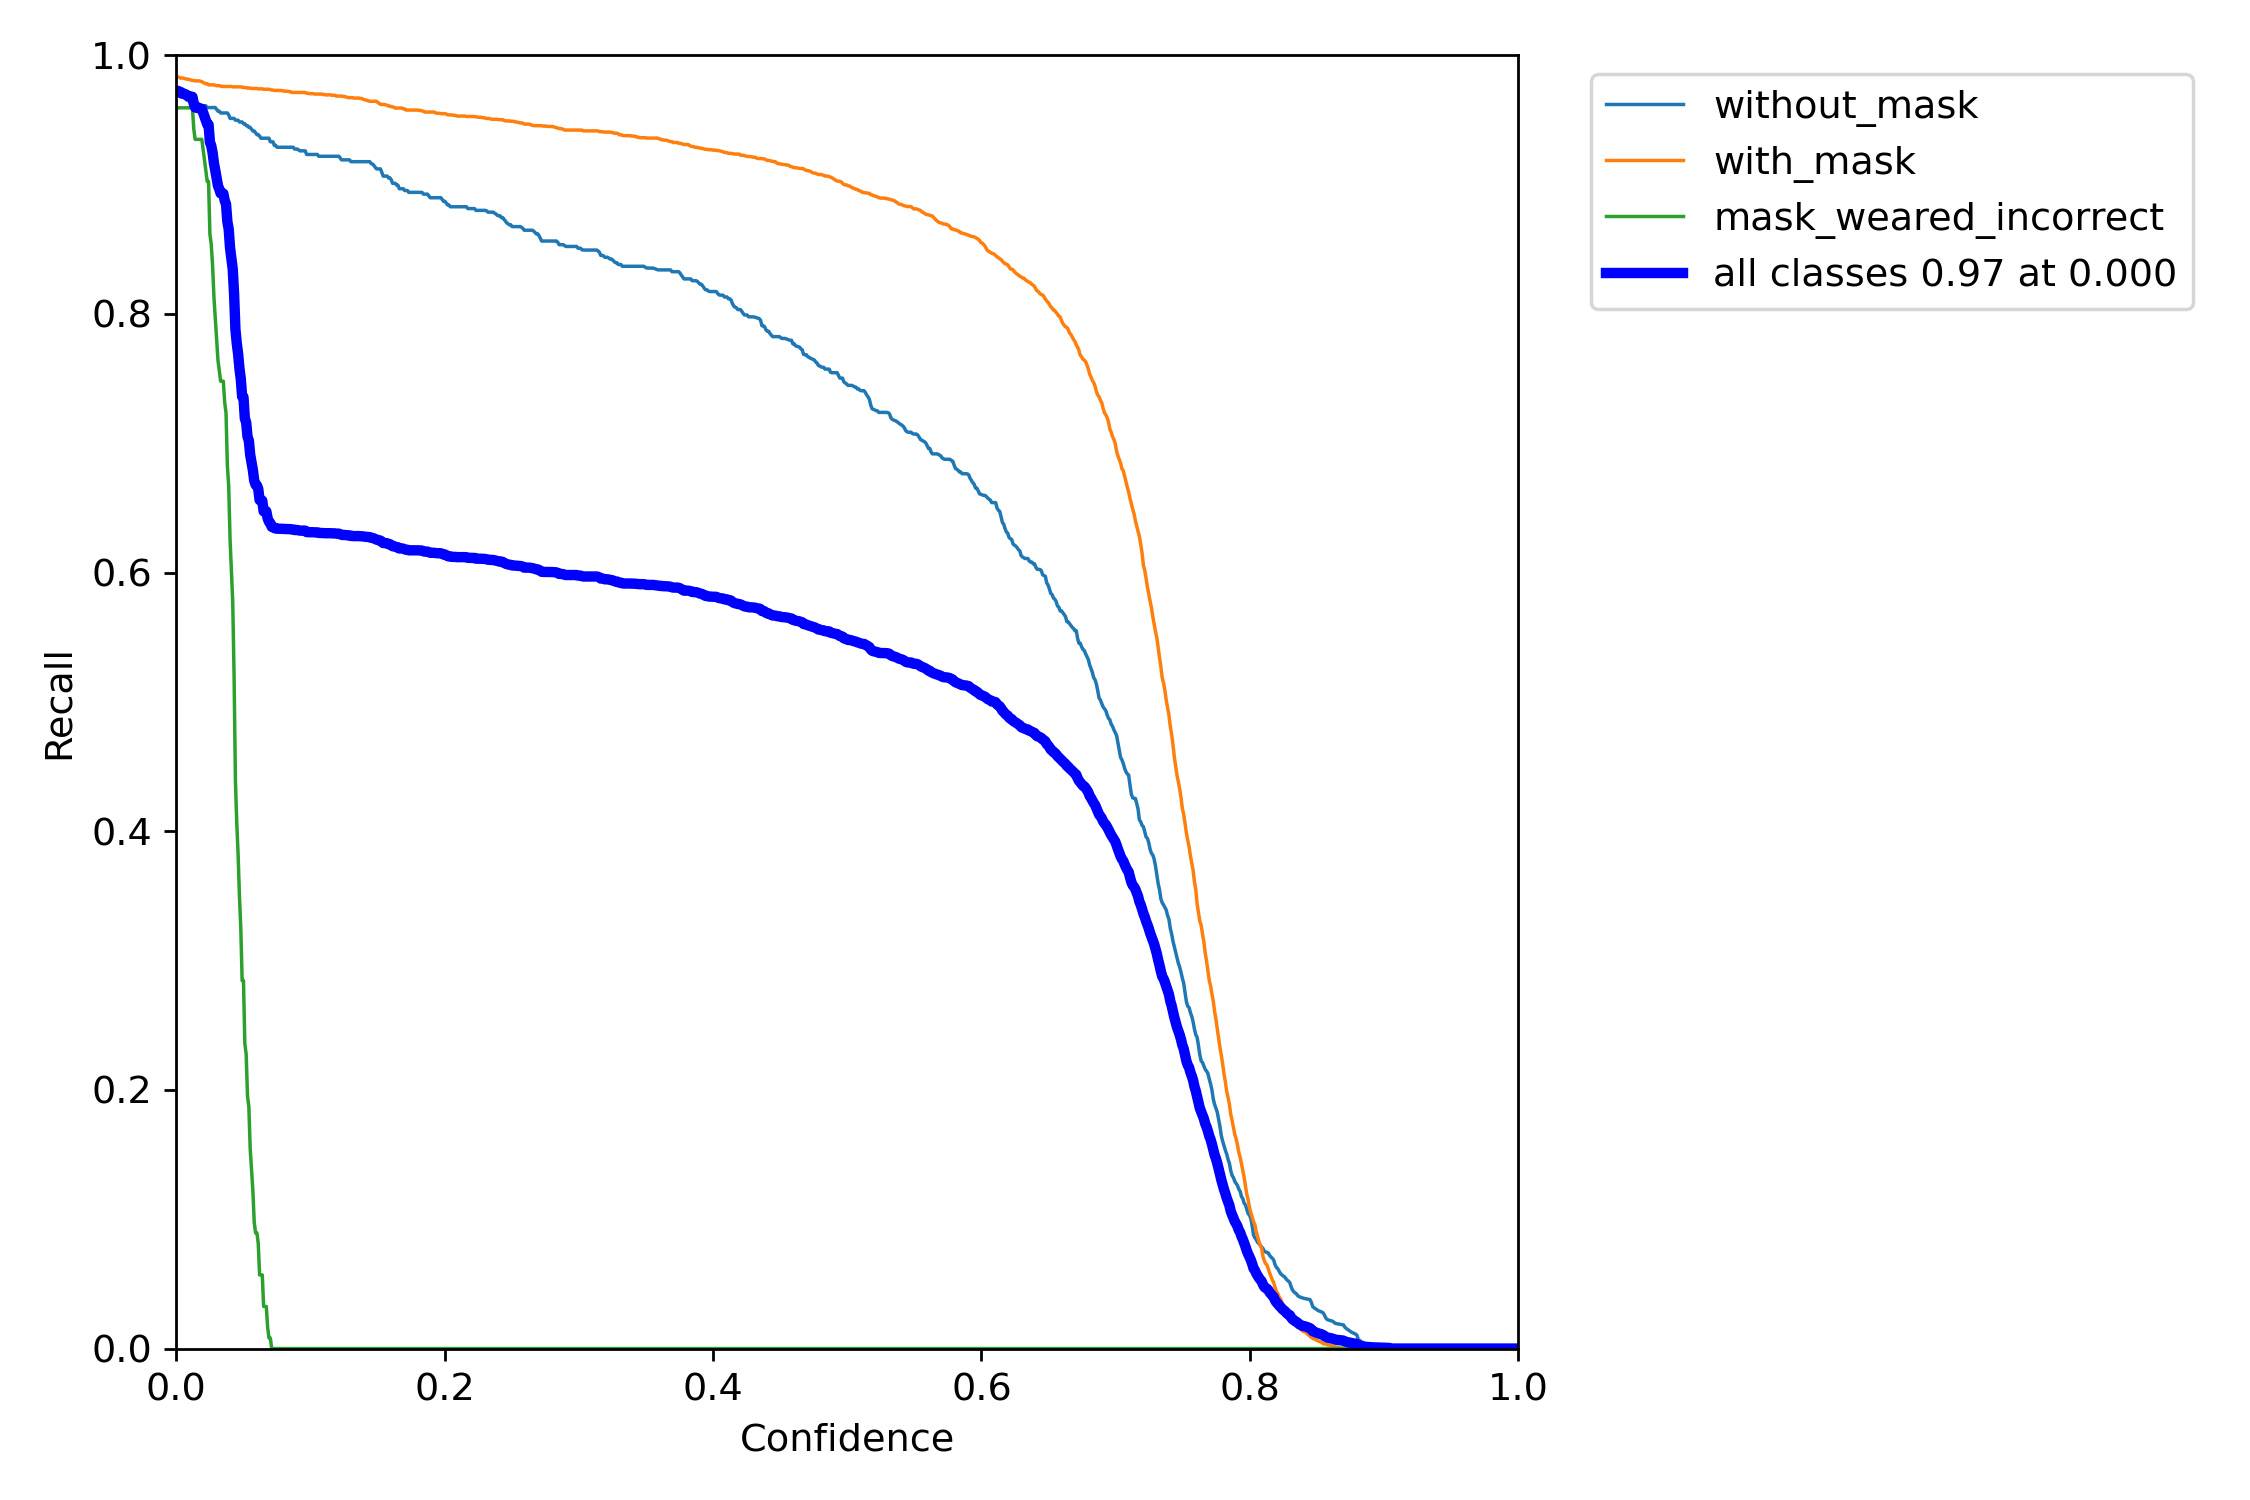 1.0
0.8
0.6
0.4
0.2
0.0
Recall
0.0 0.2 0.4 0.6 0.8 1.0
Confidence
without_mask
with_mask
mask_weared_incorrect
all classes 0.97 at 0.000